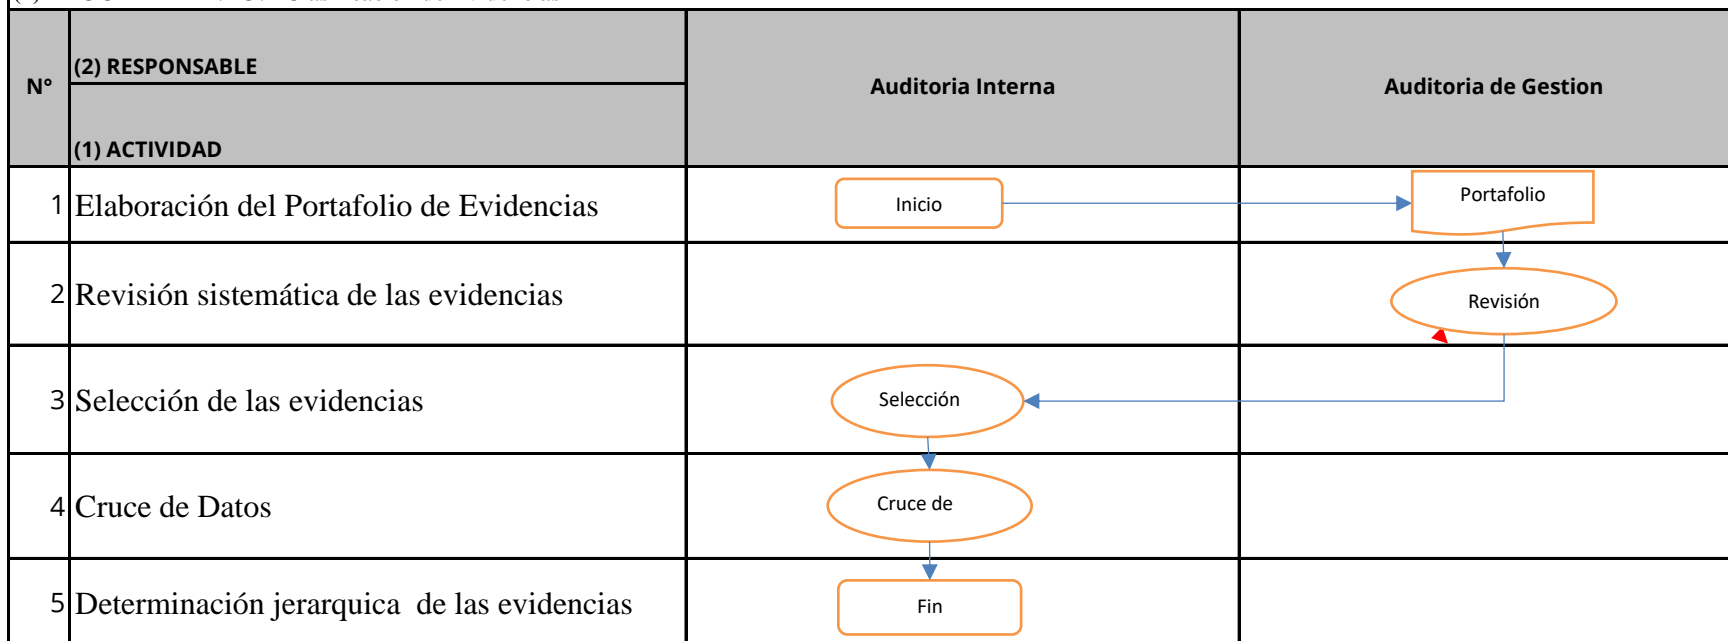 N°
(2) RESPONSABLE
(1) ACTIVIDAD
Auditoria Interna
Auditoria de Gestion
1 Elaboración del Portafolio de Evidencias
Inicio
Portafolio
2 Revisión sistemática de las evidencias
Revisión
3 Selección de las evidencias
Selección
4 Cruce de Datos
Cruce de
5 Determinación jerarquica de las evidencias
Fin